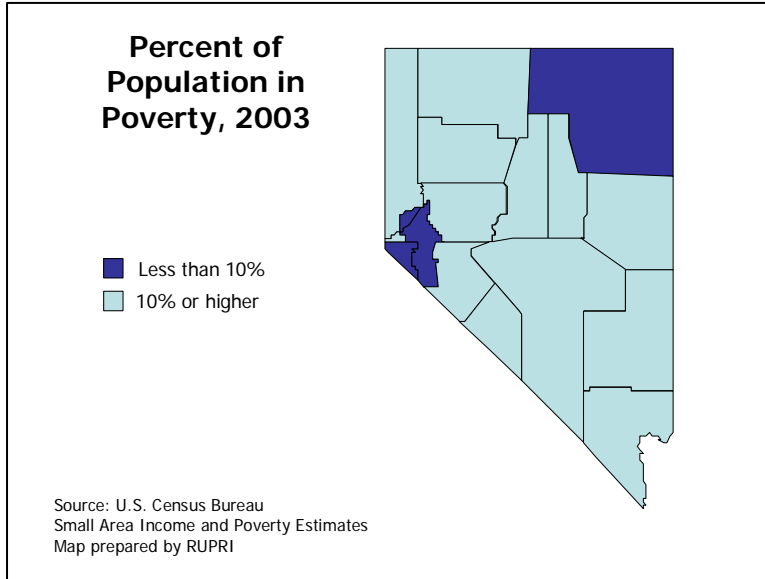 Percent of
Population in
Poverty, 2003
Less than 10%
10% or higher
Source: U.S. Census Bureau
Small Area Income and Poverty Estimates
Map prepared by RUPRI